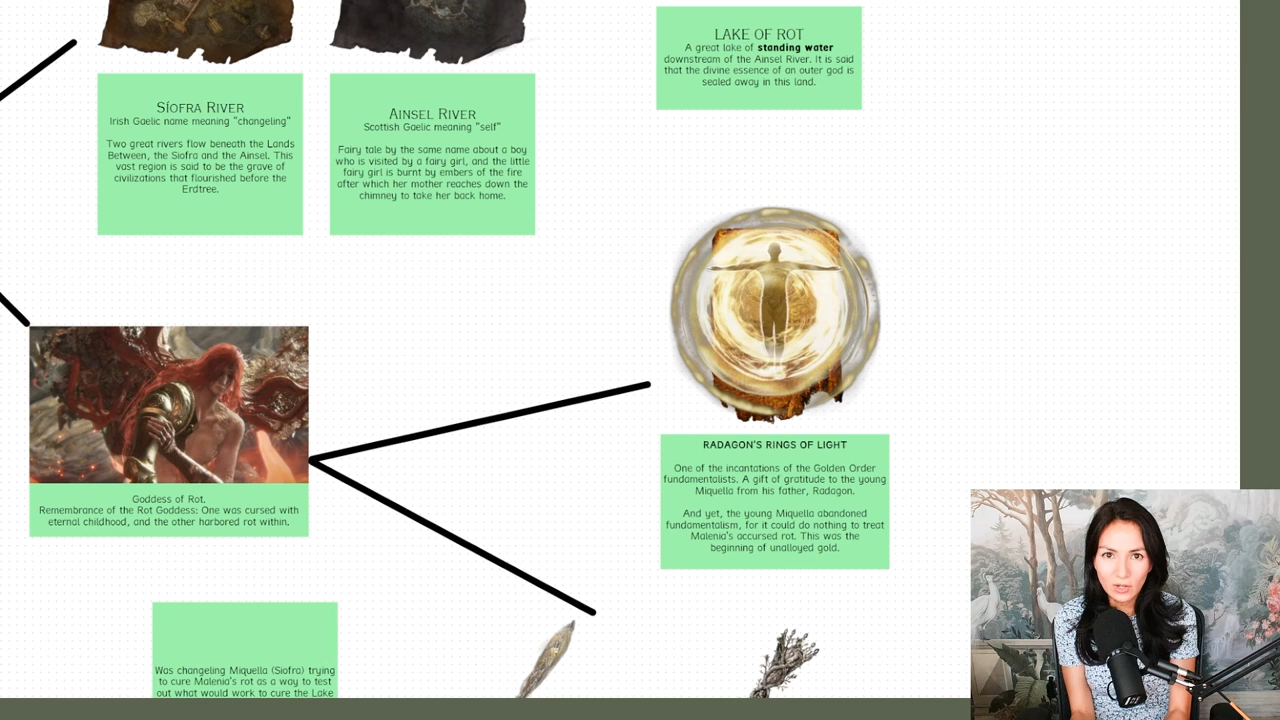 SÍOFRA RIVER
Irish Gaelic name meaning "changeling"
Two great rivers flow beneath the Lands
Between, the Siofra and the Ainsel. This
vast region is said to be the grave of
civilizations that flourished before the
Erdtree.
AINSEL RIVER
Scottish Gaelic meaning "self"
Fairy tale by the same name about a boy
who is visited by a fairy girl, and the little
fairy girl is burnt by embers of the fire
after which her mother reaches down the
chimney to take her back home.
LAKE OF ROT
A great lake of standing water
downstream of the Ainsel River. It is said
that the divine essence of an outer god is
sealed away in this land.
Goddess of Rot.
Remembrance of the Rot Goddess: One was cursed with
eternal childhood, and the other harbored rot within.
RADAGON'S RINGS OF LIGHT
One of the incantations of the Golden Order
fundamentalists. A gift of gratitude to the young
Miquella from his father, Radagon.
And yet, the young Miquella abandoned
fundamentalism, for it could do nothing to treat
Malenia's accursed rot. This was the
beginning of unalloyed gold.
Was changeling Miquella (Siofra) trying
to cure Malenia's rot as a way to test
out what would work to cure the Lake